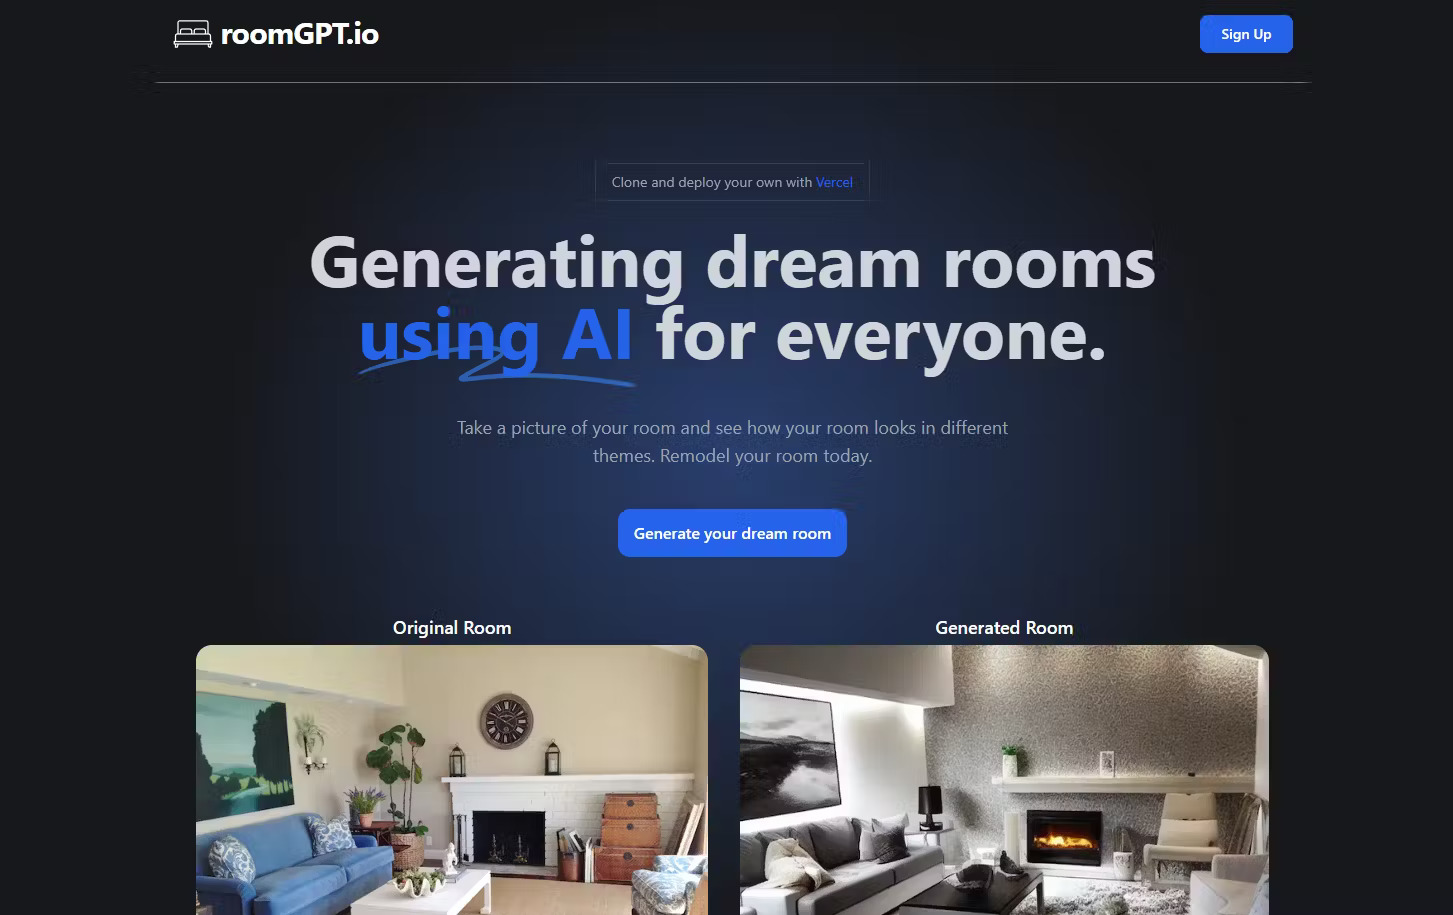 roomGPT.io
Sign Up
Clone and deploy your own with Vercel
Generating dream rooms
using AI for everyone.
Take a picture of your room and see how your room looks in different
themes. Remodel your room today.
Generate your dream room
Original Room
Generated Room